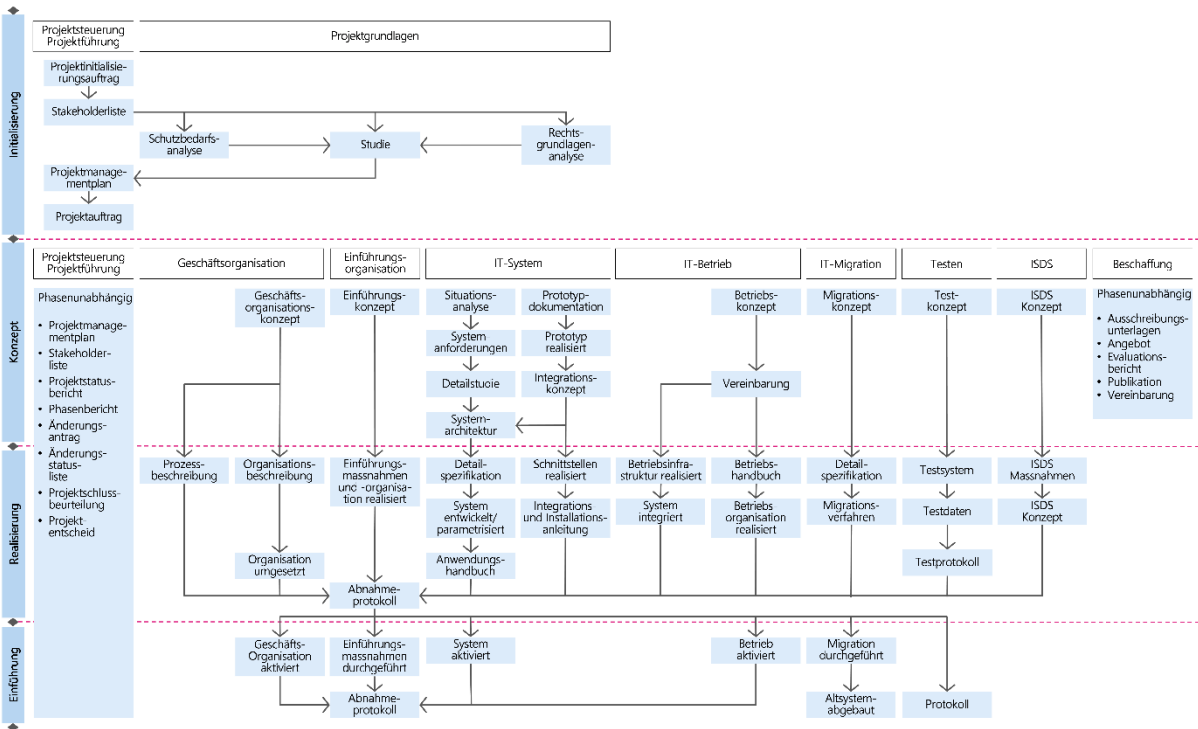 Initialisierung
Projektsteuerung
Projektführung
Projektgrundlagen
Projektinitialisie-
rungsauftrag
Stakeholderliste
Schutzbedarfs-
analyse
Studie
Rechts-
grundlagen-
analyse
Projektmanage-
mentplan
Projektauftrag
Konzept
Projektsteuerung
Projektführung
Geschäftsorganisation
Einführungs-
organisation
IT-System
IT-Betrieb
IT-Migration
Testen
ISDS
Beschaffung
Phasenunabhängig
• Projektmanage-
mentplan
• Stakeholder-
liste
• Projektstatus-
bericht
• Phasenbericht
• Änderungs-
antrag
• Änderungs-
status-
liste
• Projektschluss-
beurteilung
• Projekt-
entscheid
Geschäfts-
organisations-
konzept
Einführungs-
konzept
Situations-
analyse
System
anforderungen
Detailstudie
System-
architektur
Prototyp-
dokumentation
Prototyp
realisiert
Integrations-
konzept
Betriebs-
konzept
Vereinbarung
Migrations-
konzept
Test-
konzept
ISDS
Konzept
Phasenunabhängig
• Ausschreibungs-
unterlagen
• Angebot
• Evaluations-
bericht
• Publikation
• Vereinbarung
Realisierung
Prozess-
beschreibung
Organisations-
beschreibung
Organisation
umgesetzt
Einführungs-
massnahmen
und -organisa-
tion realisiert
Abnahme-
protokoll
Detail-
spezifikation
System
entwickelt/
parametrisiert
Anwendungs-
handbuch
Schnittstellen
realisiert
Integrations
und Installations-
anleitung
Betriebsinfra-
struktur realisiert
System
integriert
Betriebs-
handbuch
Betriebs
organisation
realisiert
Detail-
spezifikation
Migrations-
verfahren
Testsystem
Testdaten
Testprotokoll
ISDS
Massnahmen
ISDS
Konzept
Einführung
Geschäfts-
Organisation
aktiviert
Einführungs-
massnahmen
durchgeführt
Abnahme-
protokoll
System
aktiviert
Betrieb
aktiviert
Migration
durchgeführt
Altsystem-
abgebaut
Protokoll